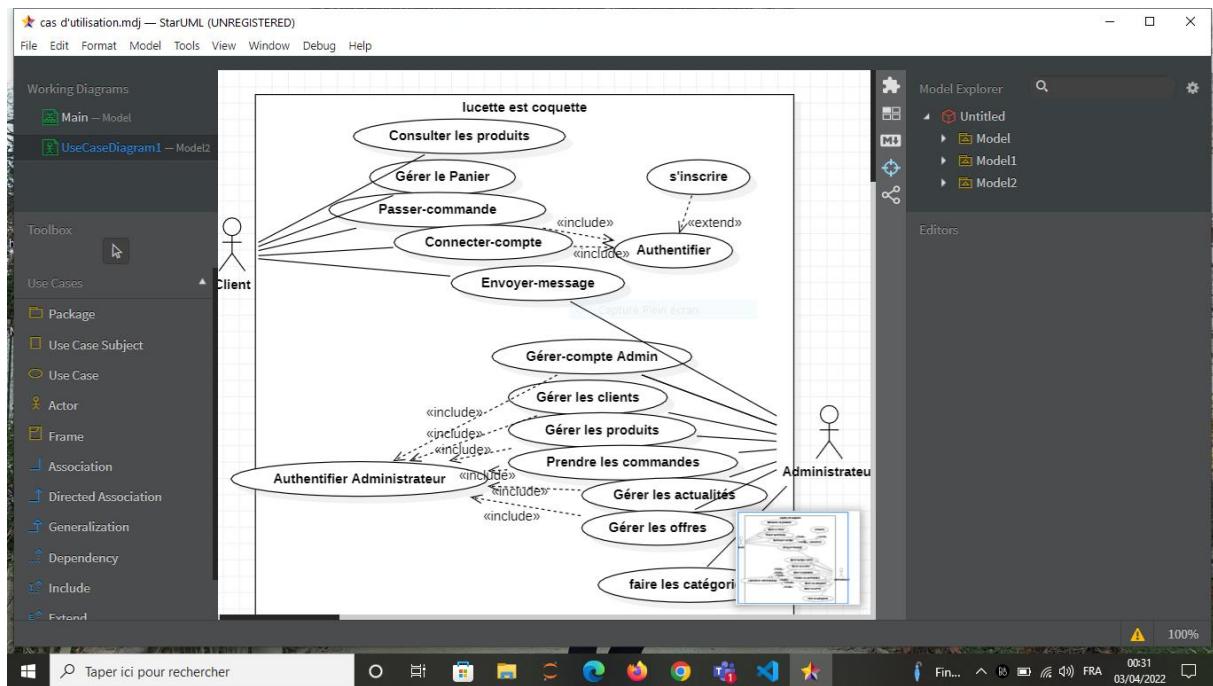 cas d'utilisation.mdj — StarUML (UNREGISTERED)
File Edit Format Model Tools View Window Debug Help
Working Diagrams
Main — Model
UseCaseDiagram1 — Model2
Toolbox
Use Cases
Package
Use Case Subject
Use Case
Actor
Frame
Association
Directed Association
Generalization
Dependency
Include
Extend
lucette est coquette
Consulter les produits
Gérer le Panier
s'inscrire
Passer-commande
«include»
«extend»
Connecter-compte
«include»
Authentifier
Client
Envoyer-message
Capture Plein écran
Gérer-compte Admin
Gérer les clients
«include»
Gérer les produits
«include»
«include»
Prendre les commandes
Administrateu
Authentifier Administrateur
«include»
«include»
Gérer les actualités
«include»
Gérer les offres
faire les catégori
Model Explorer
Untitled
Model
Model1
Model2
Editors
100%
Taper ici pour rechercher
Fin...
FRA
00:31
03/04/2022